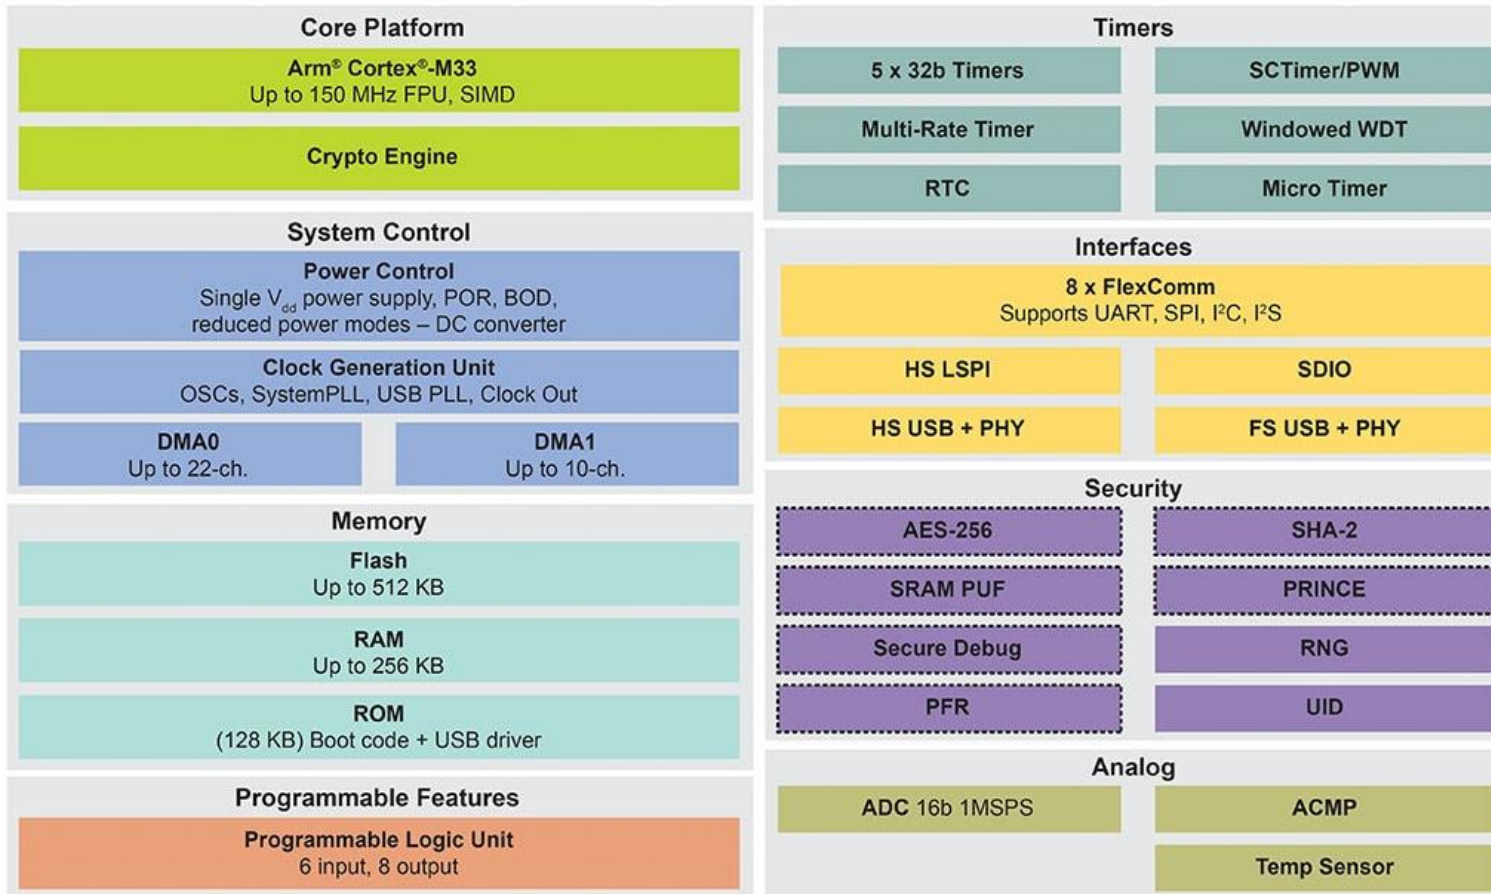 Core Platform
Arm® Cortex®-M33
Up to 150 MHz FPU, SIMD
Crypto Engine
System Control
Power Control
Single Vdd power supply, POR, BOD,
reduced power modes – DC converter
Clock Generation Unit
OSCs, SystemPLL, USB PLL, Clock Out
DMA0
Up to 22-ch.
DMA1
Up to 10-ch.
Memory
Flash
Up to 512 KB
RAM
Up to 256 KB
ROM
(128 KB) Boot code + USB driver
Programmable Features
Programmable Logic Unit
6 input, 8 output
Timers
5 x 32b Timers
SCTimer/PWM
Multi-Rate Timer
Windowed WDT
RTC
Micro Timer
Interfaces
8 x FlexComm
Supports UART, SPI, I²C, I²S
HS LSPI
SDIO
HS USB + PHY
FS USB + PHY
Security
AES-256
SHA-2
SRAM PUF
PRINCE
Secure Debug
RNG
PFR
UID
Analog
ADC 16b 1MSPS
ACMP
Temp Sensor